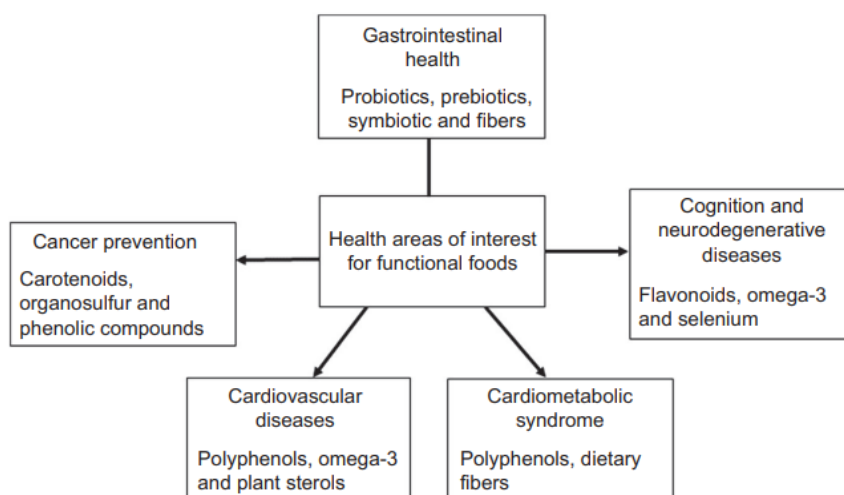 Gastrointestinal
health
Probiotics, prebiotics,
symbiotic and fibers
Health areas of interest
for functional foods
Cancer prevention
Carotenoids,
organosulfur and
phenolic compounds
Cognition and
neurodegenerative
diseases
Flavonoids, omega-3
and selenium
Cardiovascular
diseases
Polyphenols, omega-3
and plant sterols
Cardiometabolic
syndrome
Polyphenols, dietary
fibers